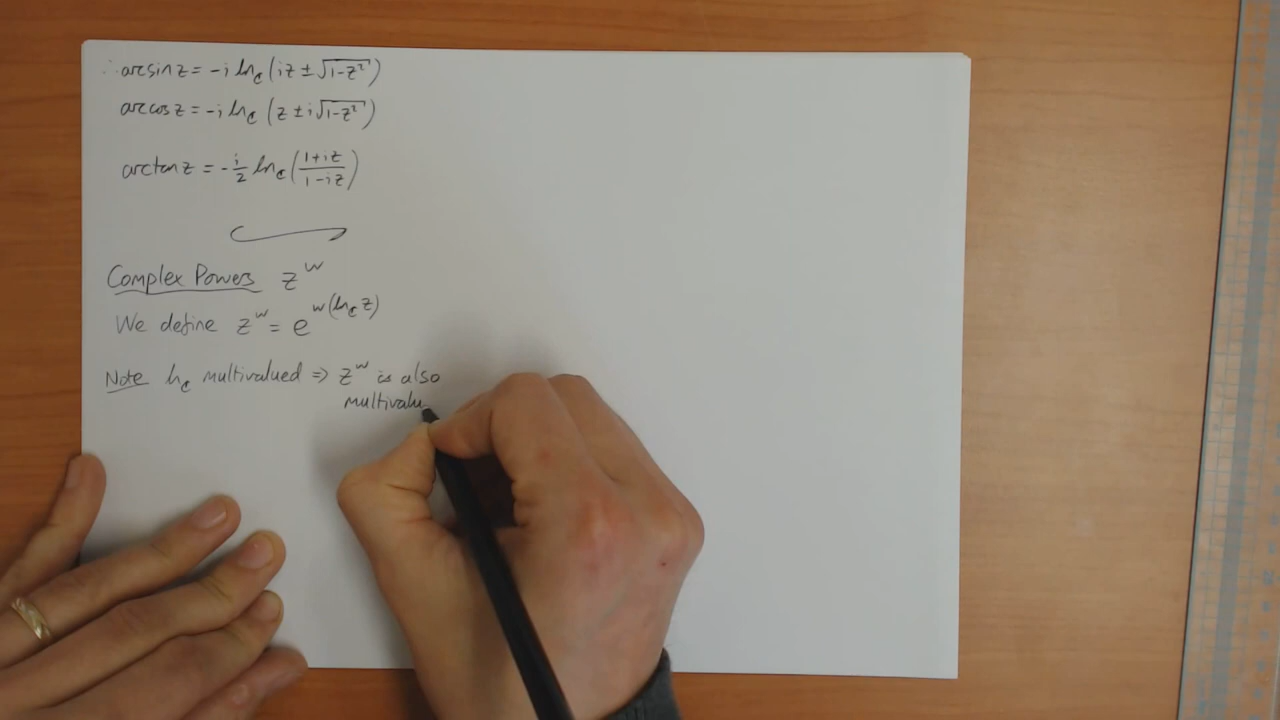 ∴ arcsin z = -i ln_ℂ (iz ± √(1-z²))
arccos z = -i ln_ℂ (z ± i√(1-z²))
arctan z = -i/2 ln_ℂ ((1+iz)/(1-iz))
Complex Powers z^w
We define z^w = e^(w(ln_ℂ z))
Note ln_ℂ multivalued ⇒ z^w is also
multivalu